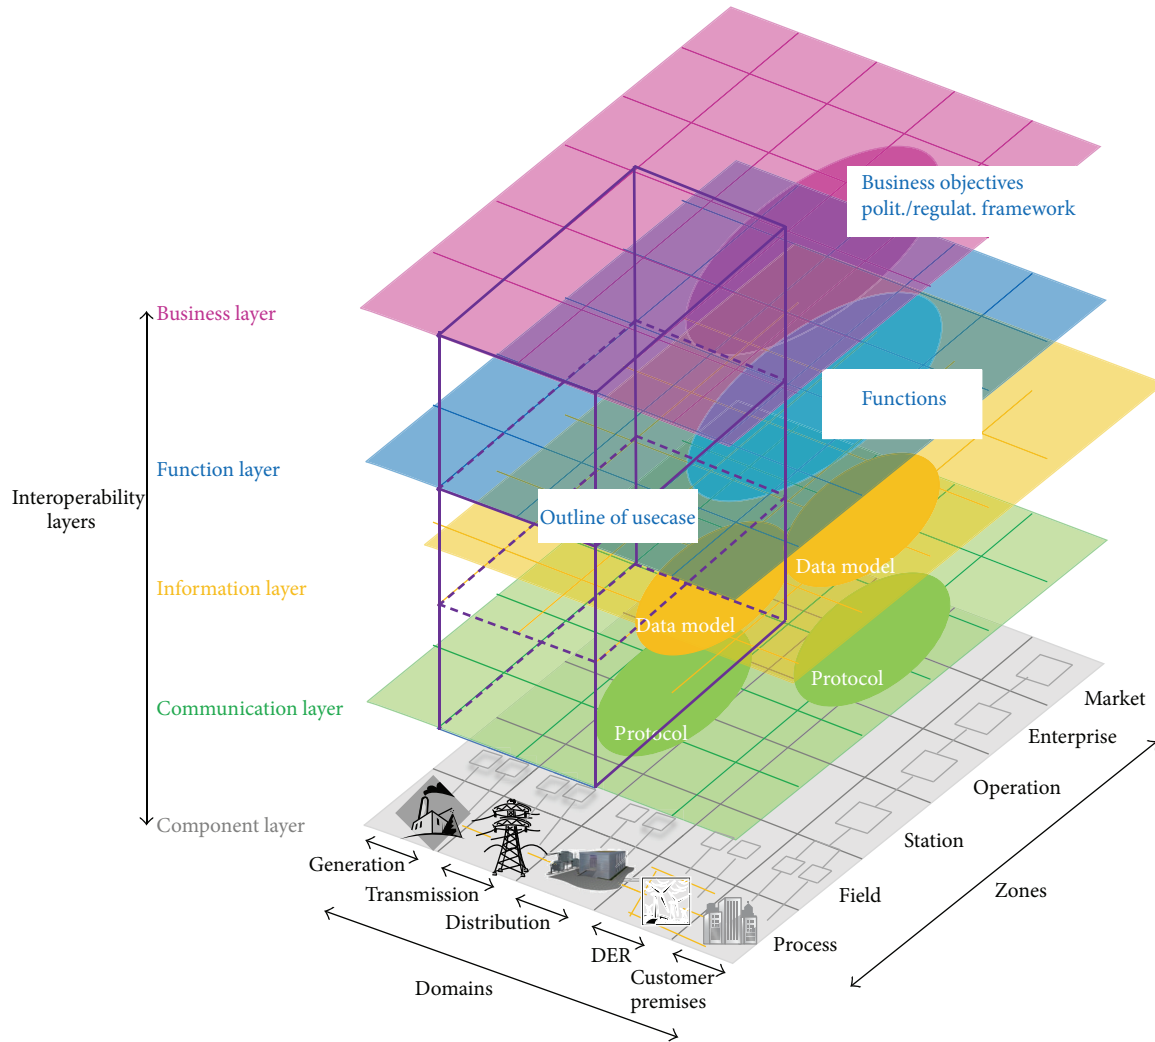 Business objectives
polit./regulat. framework
Business layer
Functions
Function layer
Interoperability
layers
Outline of usecase
Data model
Information layer
Data model
Protocol
Communication layer
Protocol
Market
Enterprise
Operation
Component layer
Station
Generation
Transmission
Field
Zones
Distribution
Process
DER
Customer
premises
Domains